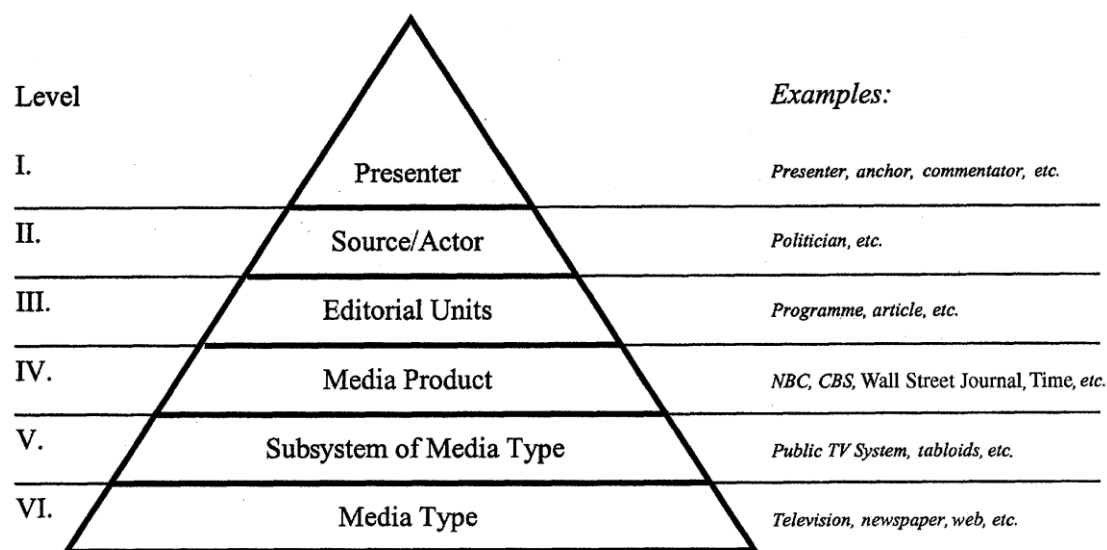 Level Examples:
I. Presenter Presenter, anchor, commentator, etc.
II. Source/Actor Politician, etc.
III. Editorial Units Programme, article, etc.
IV. Media Product NBC, CBS, Wall Street Journal, Time, etc.
V. Subsystem of Media Type Public TV System, tabloids, etc.
VI. Media Type Television, newspaper, web, etc.